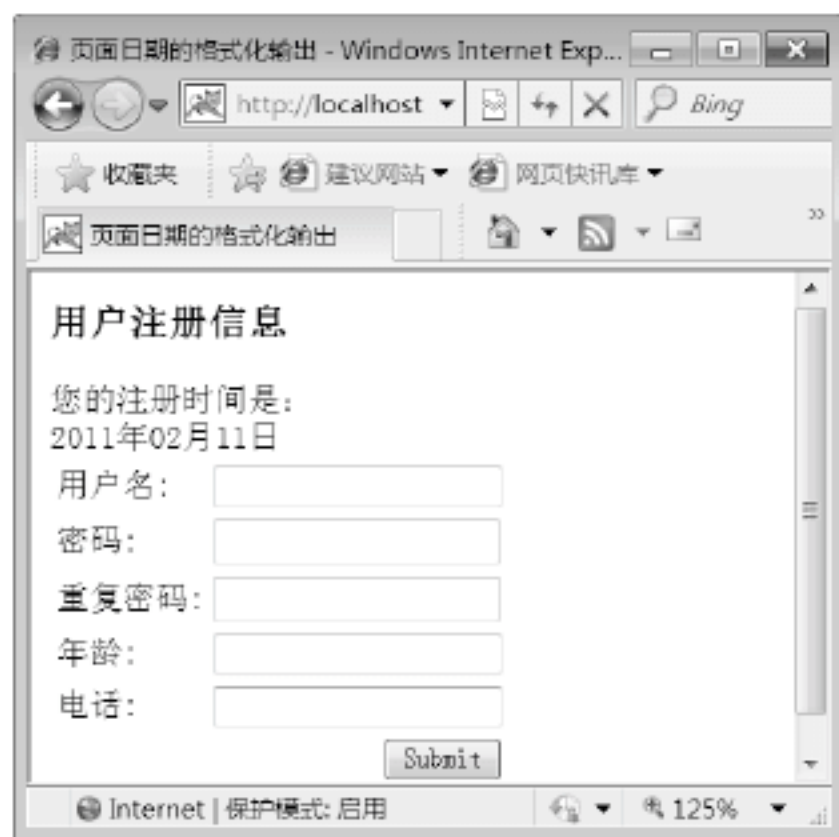 页面日期的格式化输出 - Windows Internet Exp...
http://localhost
Bing
收藏夹 建议网站 网页快讯库
页面日期的格式化输出
用户注册信息
您的注册时间是:
2011年02月11日
用户名:
密码:
重复密码:
年龄:
电话:
Submit
Internet | 保护模式: 启用 125%